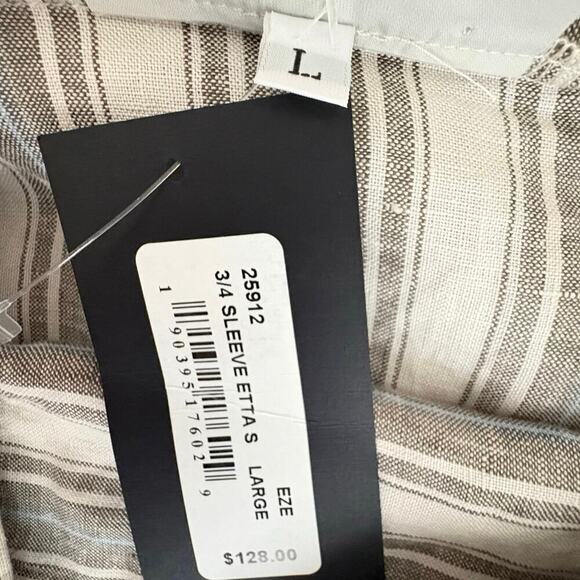 L
25912
3/4 SLEEVE ETTA S
1 90395 17602 9
EZE
LARGE
$128.00